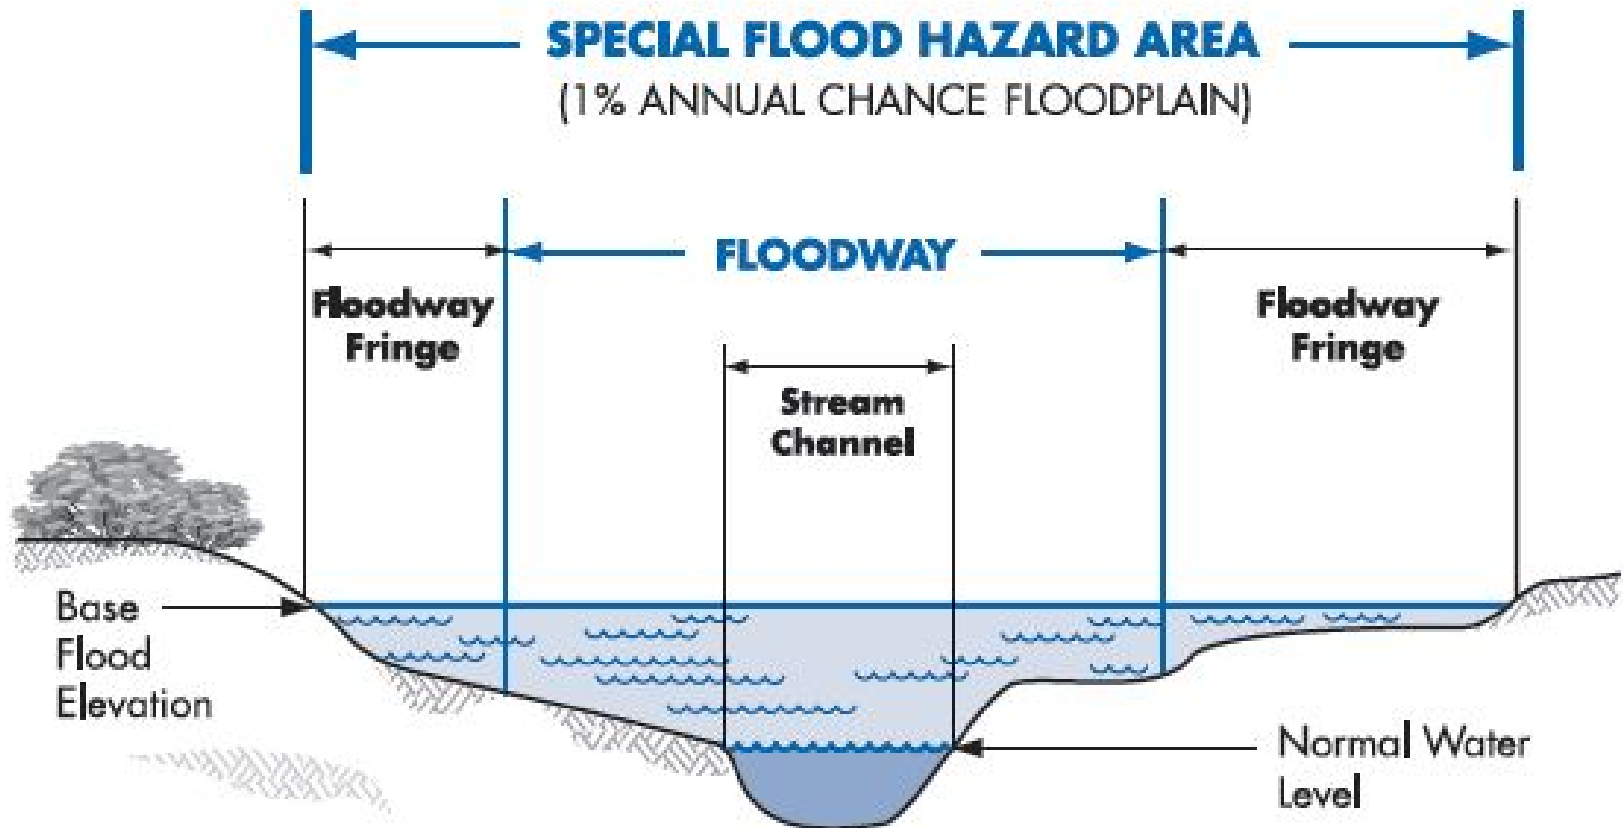 SPECIAL FLOOD HAZARD AREA
(1% ANNUAL CHANCE FLOODPLAIN)
FLOODWAY
Floodway
Fringe
Floodway
Fringe
Stream
Channel
Base
Flood
Elevation
Normal Water
Level